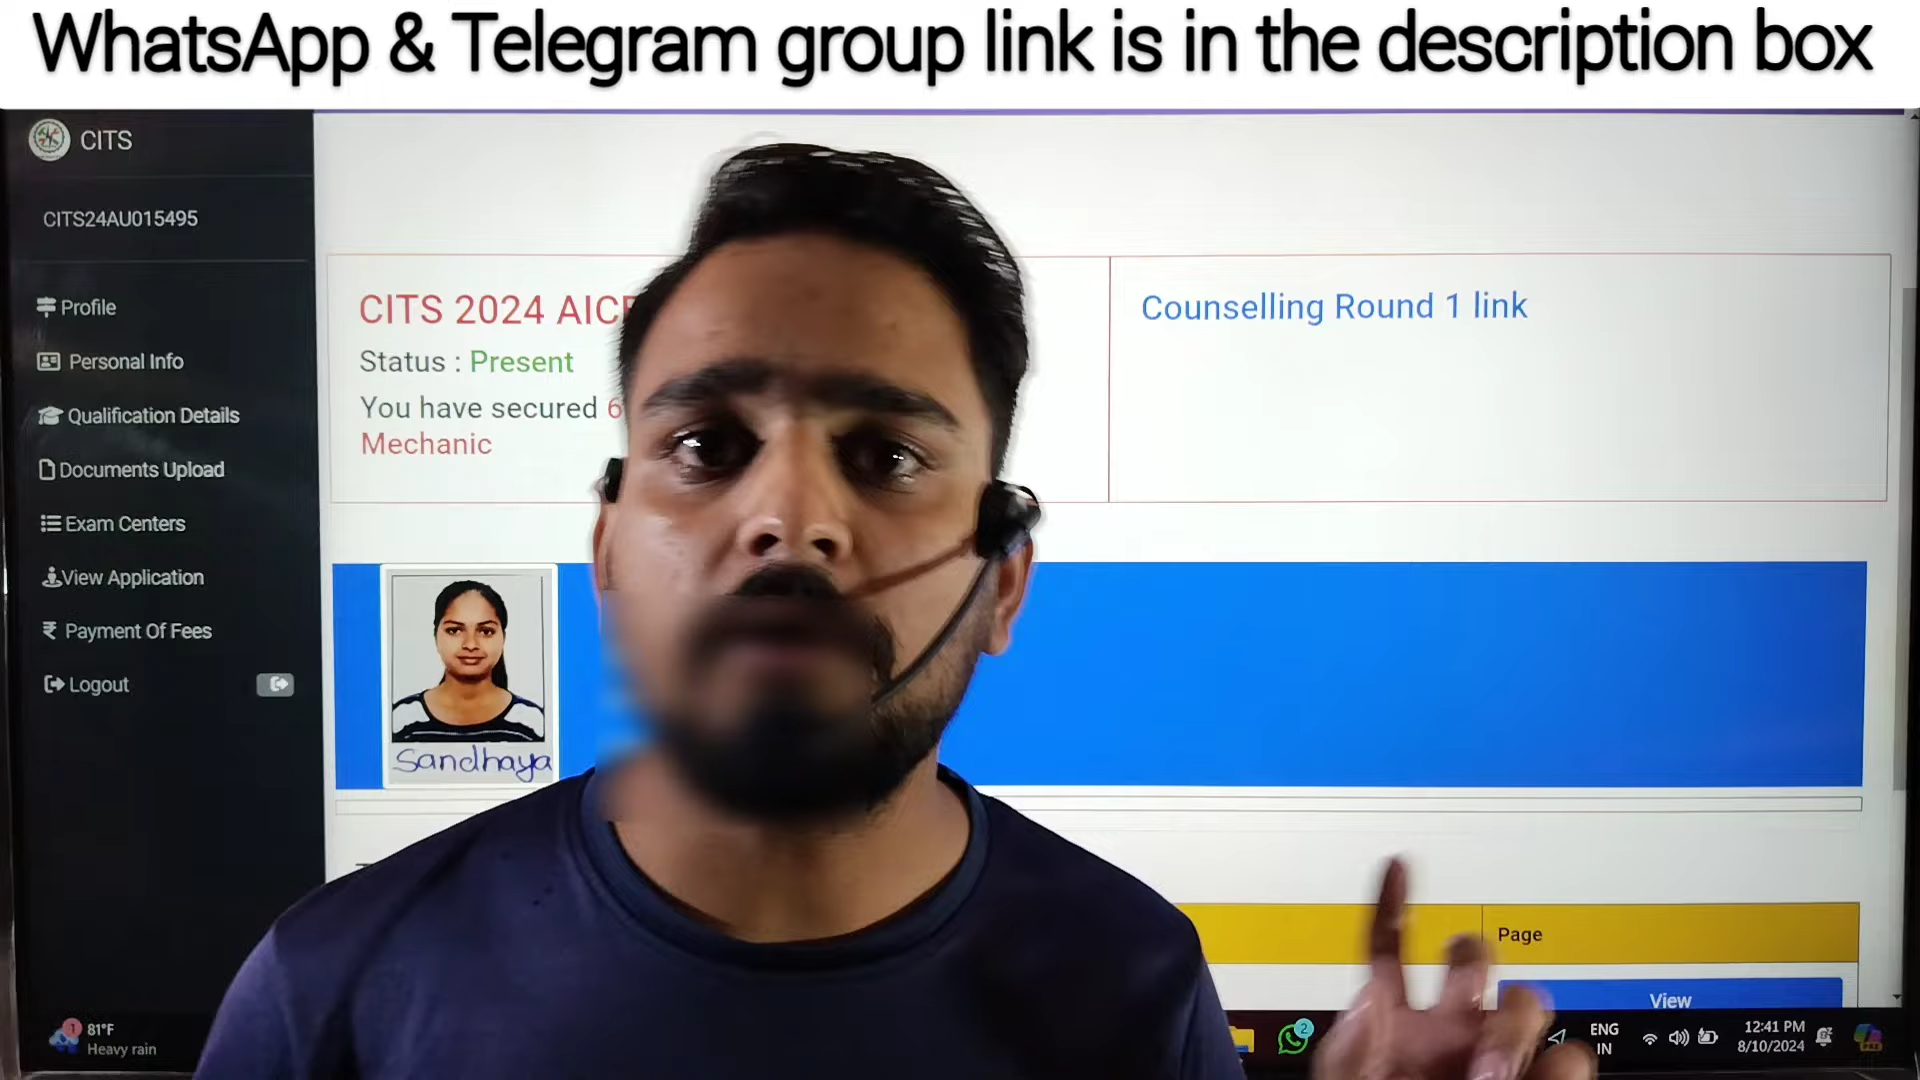 WhatsApp & Telegram group link is in the description box
CITS
CITS24AU015495
Profile
Personal Info
Qualification Details
Documents Upload
Exam Centers
View Application
Payment Of Fees
Logout
CITS 2024
Status : Present
You have secured 6
Mechanic
Counselling Round 1 link
Sandhaya
Page
View
1
81°F
Heavy rain
2
ENG
IN
12:41 PM
8/10/2024